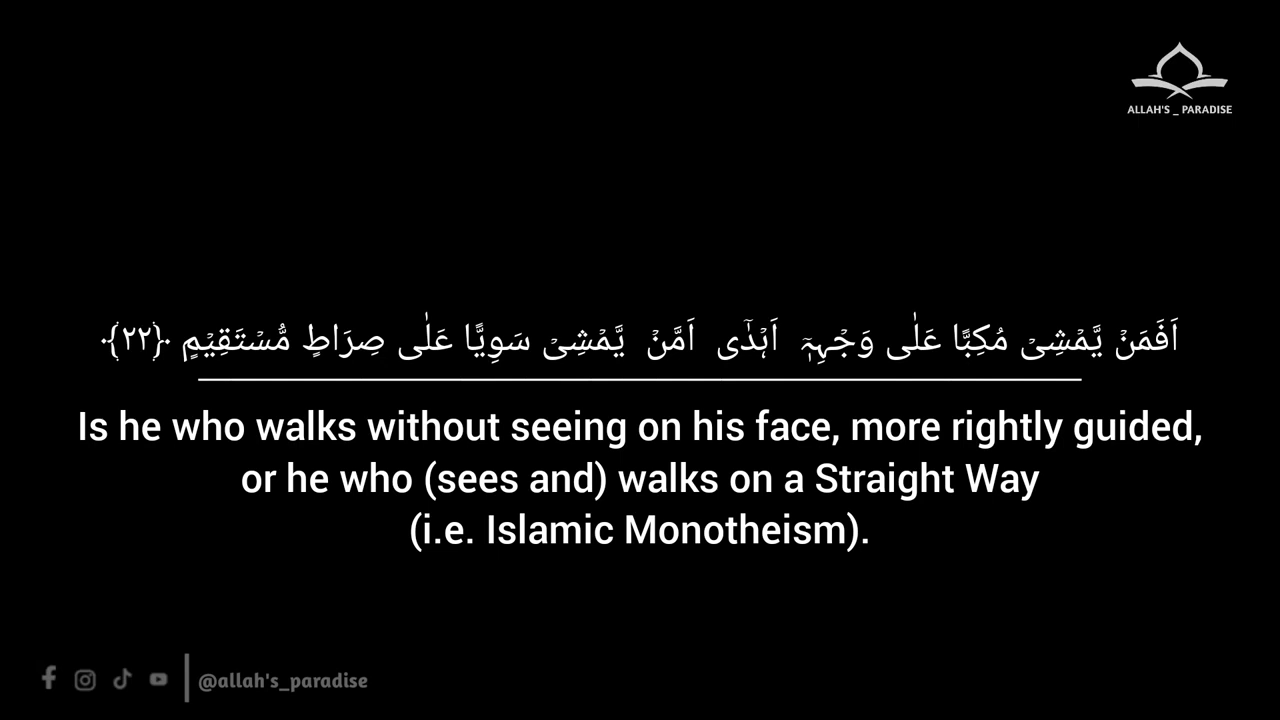 ALLAH'S _ PARADISE
اَفَمَنۡ یَّمۡشِیۡ مُکِبًّا عَلٰی وَجۡہِہٖۤ اَہۡدٰۤی اَمَّنۡ یَّمۡشِیۡ سَوِیًّا عَلٰی صِرَاطٍ مُّسۡتَقِیۡمٍ ﴿۲۲﴾
Is he who walks without seeing on his face, more rightly guided,
or he who (sees and) walks on a Straight Way
(i.e. Islamic Monotheism).
@allah's_paradise